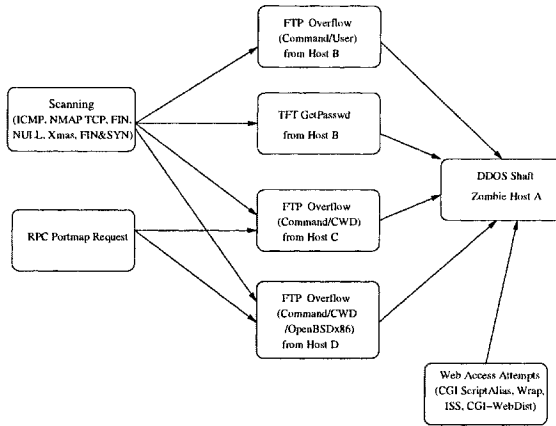 FTP Overflow
(Command/User)
from Host B
Scanning
(ICMP, NMAP TCP, FIN,
NULL, Xmas, FIN&SYN)
TFT GetPasswd
from Host B
DDOS Shaft
Zombie Host A
FTP Overflow
(Command/CWD)
from Host C
RPC Portmap Request
FTP Overflow
(Command/CWD
/OpenBSDx86)
from Host D
Web Access Attempts
(CGI ScriptAlias, Wrap,
ISS, CGI-WebDist)